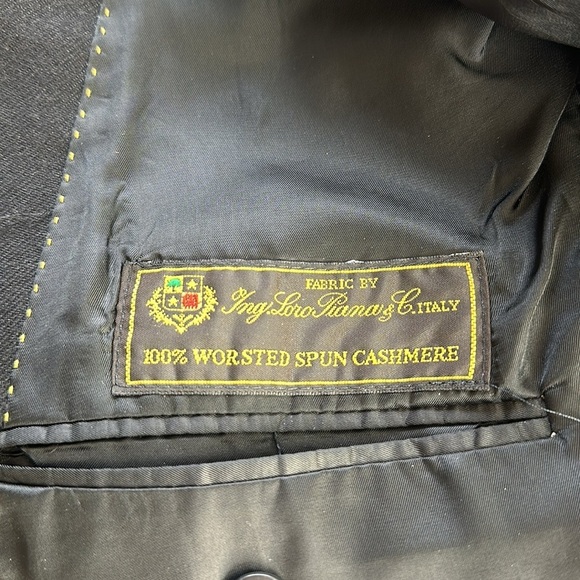 FABRIC BY
Ing. Loro Piana & C. ITALY
100% WORSTED SPUN CASHMERE